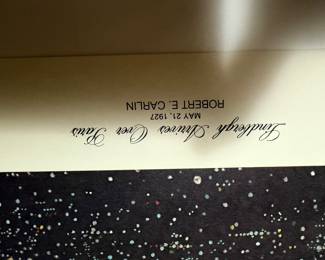 Lindbergh Arrives Over Paris
MAY 21, 1927
ROBERT E. CARLIN